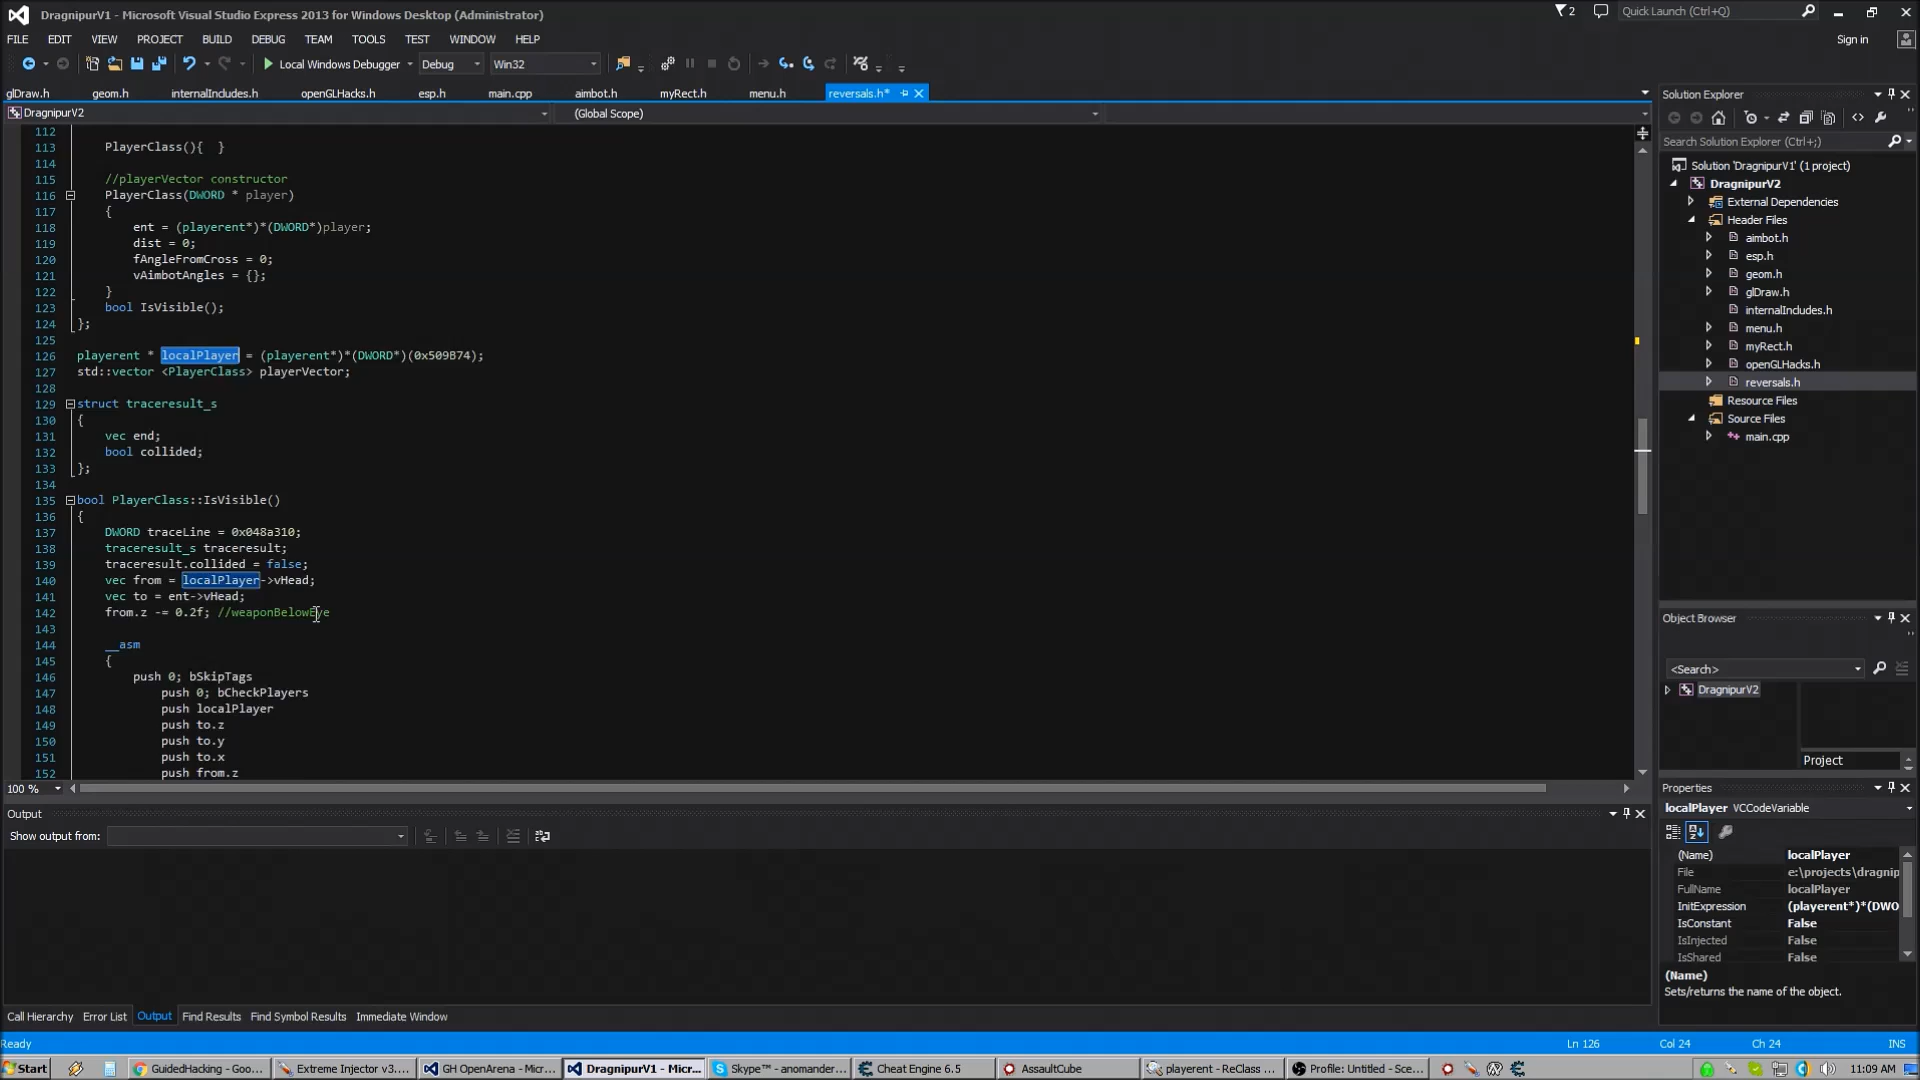 DragnipurV1 - Microsoft Visual Studio Express 2013 for Windows Desktop (Administrator)
2
Quick Launch (Ctrl+Q)
FILE EDIT VIEW PROJECT BUILD DEBUG TEAM TOOLS TEST WINDOW HELP
Sign in
Local Windows Debugger Debug Win32
glDraw.h geom.h internalIncludes.h openGLHacks.h esp.h main.cpp aimbot.h myRect.h menu.h reversals.h*
DragnipurV2 (Global Scope)
112
113 PlayerClass(){ }
114
115 //playerVector constructor
116 PlayerClass(DWORD * player)
117 {
118 ent = (playerent*)*(DWORD*)player;
119 dist = 0;
120 fAngleFromCross = 0;
121 vAimbotAngles = {};
122 }
123 bool IsVisible();
124 };
125
126 playerent * localPlayer = (playerent*)*(DWORD*)(0x509B74);
127 std::vector <PlayerClass> playerVector;
128
129 struct traceresult_s
130 {
131 vec end;
132 bool collided;
133 };
134
135 bool PlayerClass::IsVisible()
136 {
137 DWORD traceLine = 0x048a310;
138 traceresult_s traceresult;
139 traceresult.collided = false;
140 vec from = localPlayer->vHead;
141 vec to = ent->vHead;
142 from.z -= 0.2f; //weaponBelowEye
143
144 __asm
145 {
146 push 0; bSkipTags
147 push 0; bCheckPlayers
148 push localPlayer
149 push to.z
150 push to.y
151 push to.x
152 push from.z
100 %
Output
Show output from:
Call Hierarchy Error List Output Find Results Find Symbol Results Immediate Window
Solution Explorer
Search Solution Explorer (Ctrl+;)
Solution 'DragnipurV1' (1 project)
DragnipurV2
External Dependencies
Header Files
aimbot.h
esp.h
geom.h
glDraw.h
internalIncludes.h
menu.h
myRect.h
openGLHacks.h
reversals.h
Resource Files
Source Files
main.cpp
Object Browser
<Search>
DragnipurV2
Project
Properties
localPlayer VCCodeVariable
(Name) localPlayer
File e:\projects\dragnip
FullName localPlayer
InitExpression (playerent*)*(DWO
IsConstant False
IsInjected False
IsShared False
(Name)
Sets/returns the name of the object.
Ready Ln 126 Col 24 Ch 24 INS
Start GuidedHacking - Goo... Extreme Injector v3.... GH OpenArena - Micr... DragnipurV1 - Micr... Skype™ - anomander... Cheat Engine 6.5 AssaultCube playerent - ReClass ... Profile: Untitled - Sce... 11:09 AM